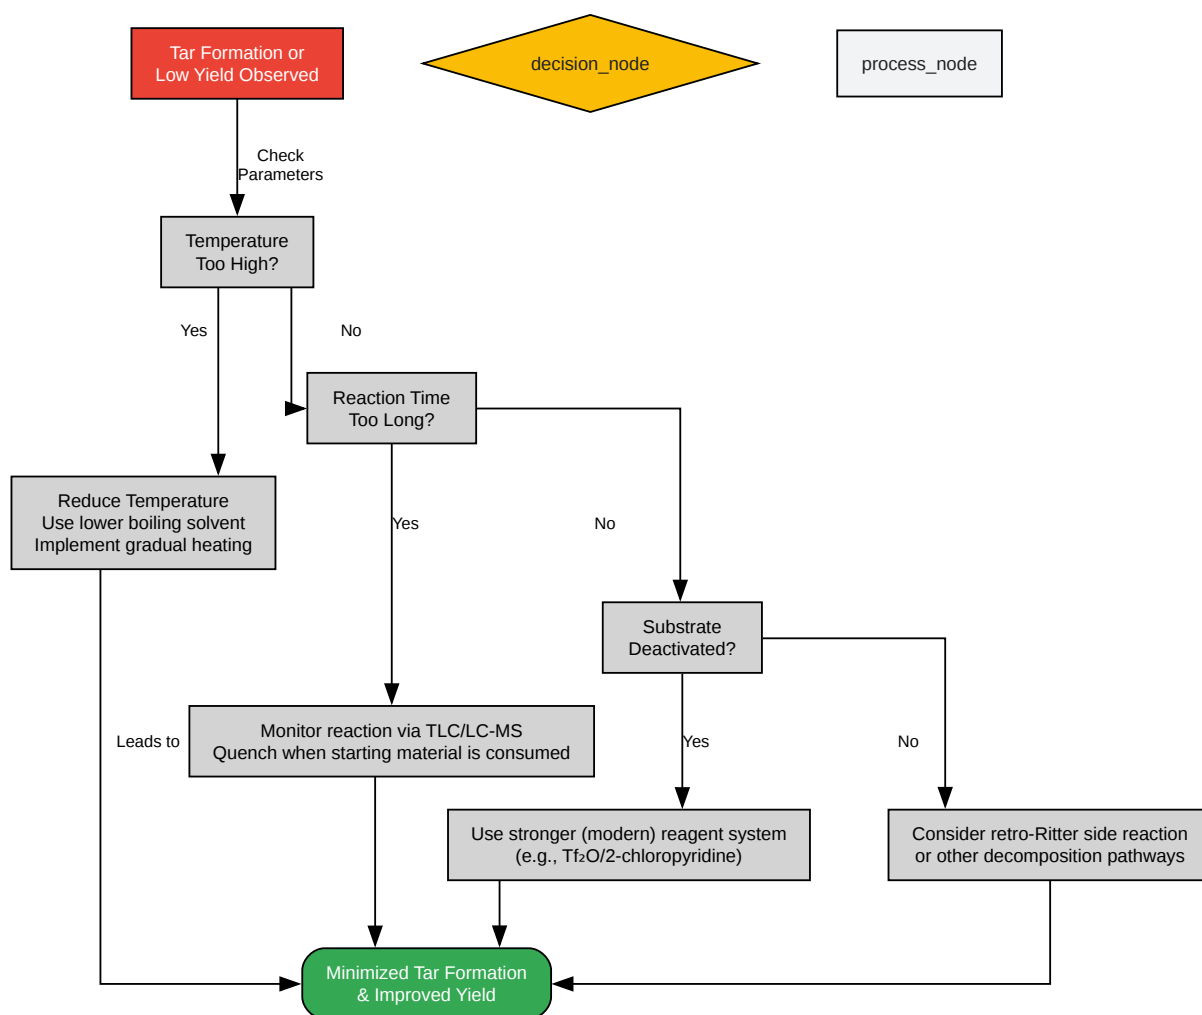 Tar Formation or
Low Yield Observed
decision_node
process_node
Check
Parameters
Temperature
Too High?
Yes
No
Reaction Time
Too Long?
Reduce Temperature
Use lower boiling solvent
Implement gradual heating
Yes
No
Substrate
Deactivated?
Leads to
Monitor reaction via TLC/LC-MS
Quench when starting material is consumed
Yes
No
Use stronger (modern) reagent system
(e.g., Tf₂O/2-chloropyridine)
Consider retro-Ritter side reaction
or other decomposition pathways
Minimized Tar Formation
& Improved Yield